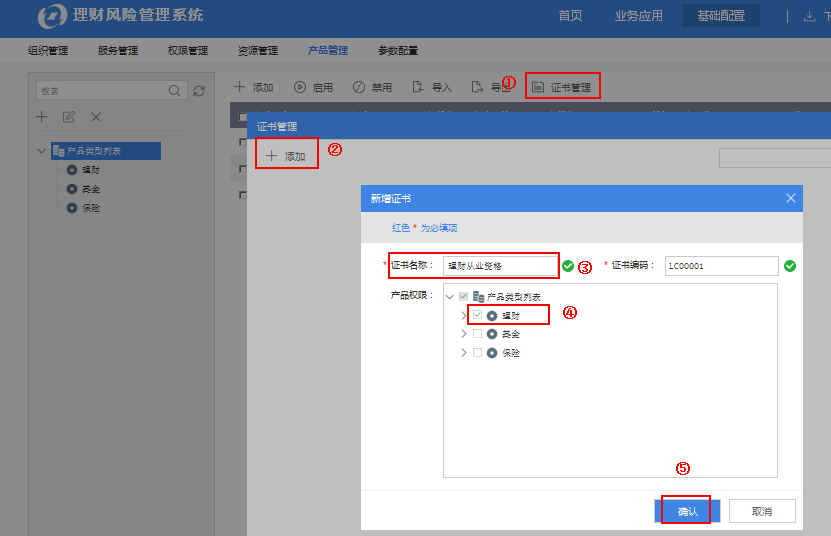 理财风险管理系统
首页 业务应用 基础配置
组织管理 服务管理 权限管理 资源管理 产品管理 参数配置
搜索
添加 启用 禁用 导入 导出 ① 证书管理
证书管理
添加 ②
产品类型列表
理财
基金
保险
新增证书
红色 * 为必填项
* 证书名称： 理财从业资格 ③ * 证书编码： LC00001
产品权限： 产品类型列表
理财 ④
基金
保险
⑤
确认 取消